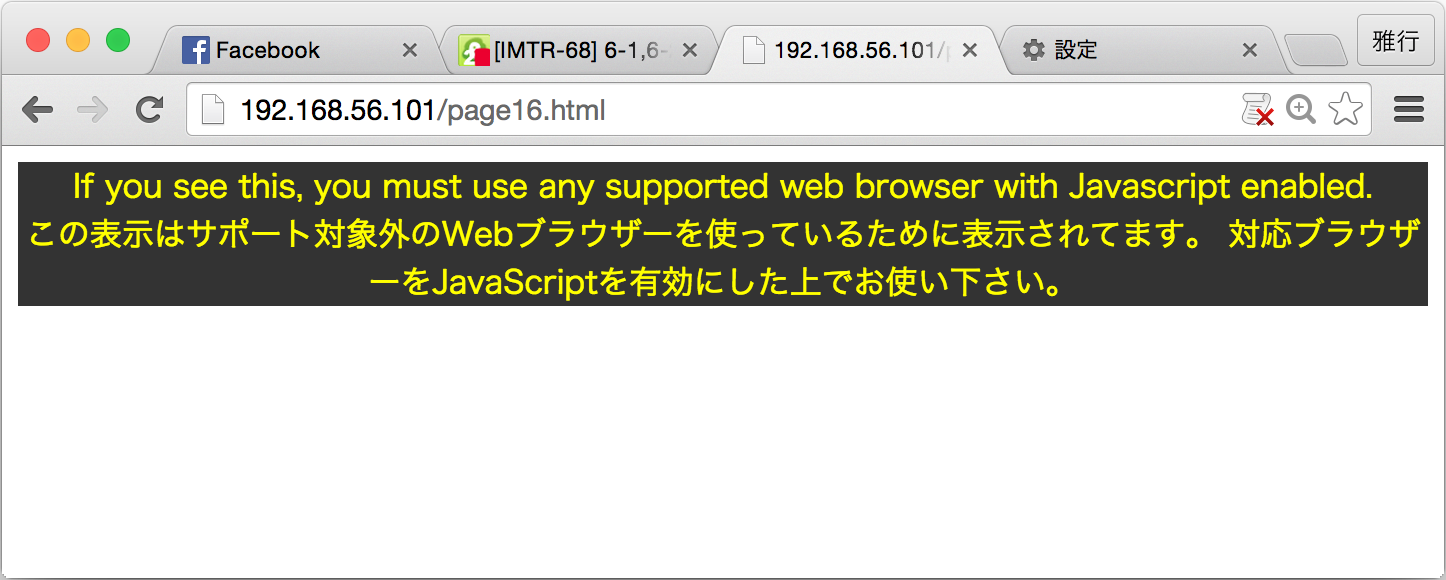 Facebook
[IMTR-68] 6-1,6-
192.168.56.101/
設定
雅行
192.168.56.101/page16.html
If you see this, you must use any supported web browser with Javascript enabled.
この表示はサポート対象外のWebブラウザーを使っているために表示されてます。 対応ブラウザ
ーをJavaScriptを有効にした上でお使い下さい。